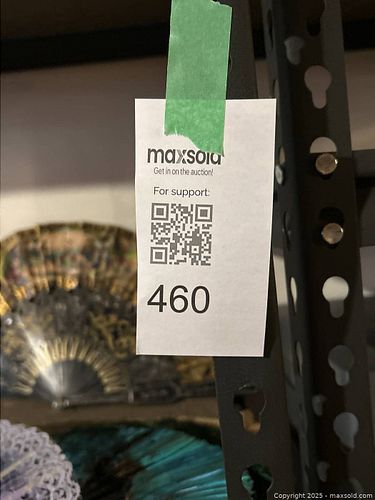 maxsold
Get in on the auction!
For support:
460
Copyright 2025 - maxsold.com